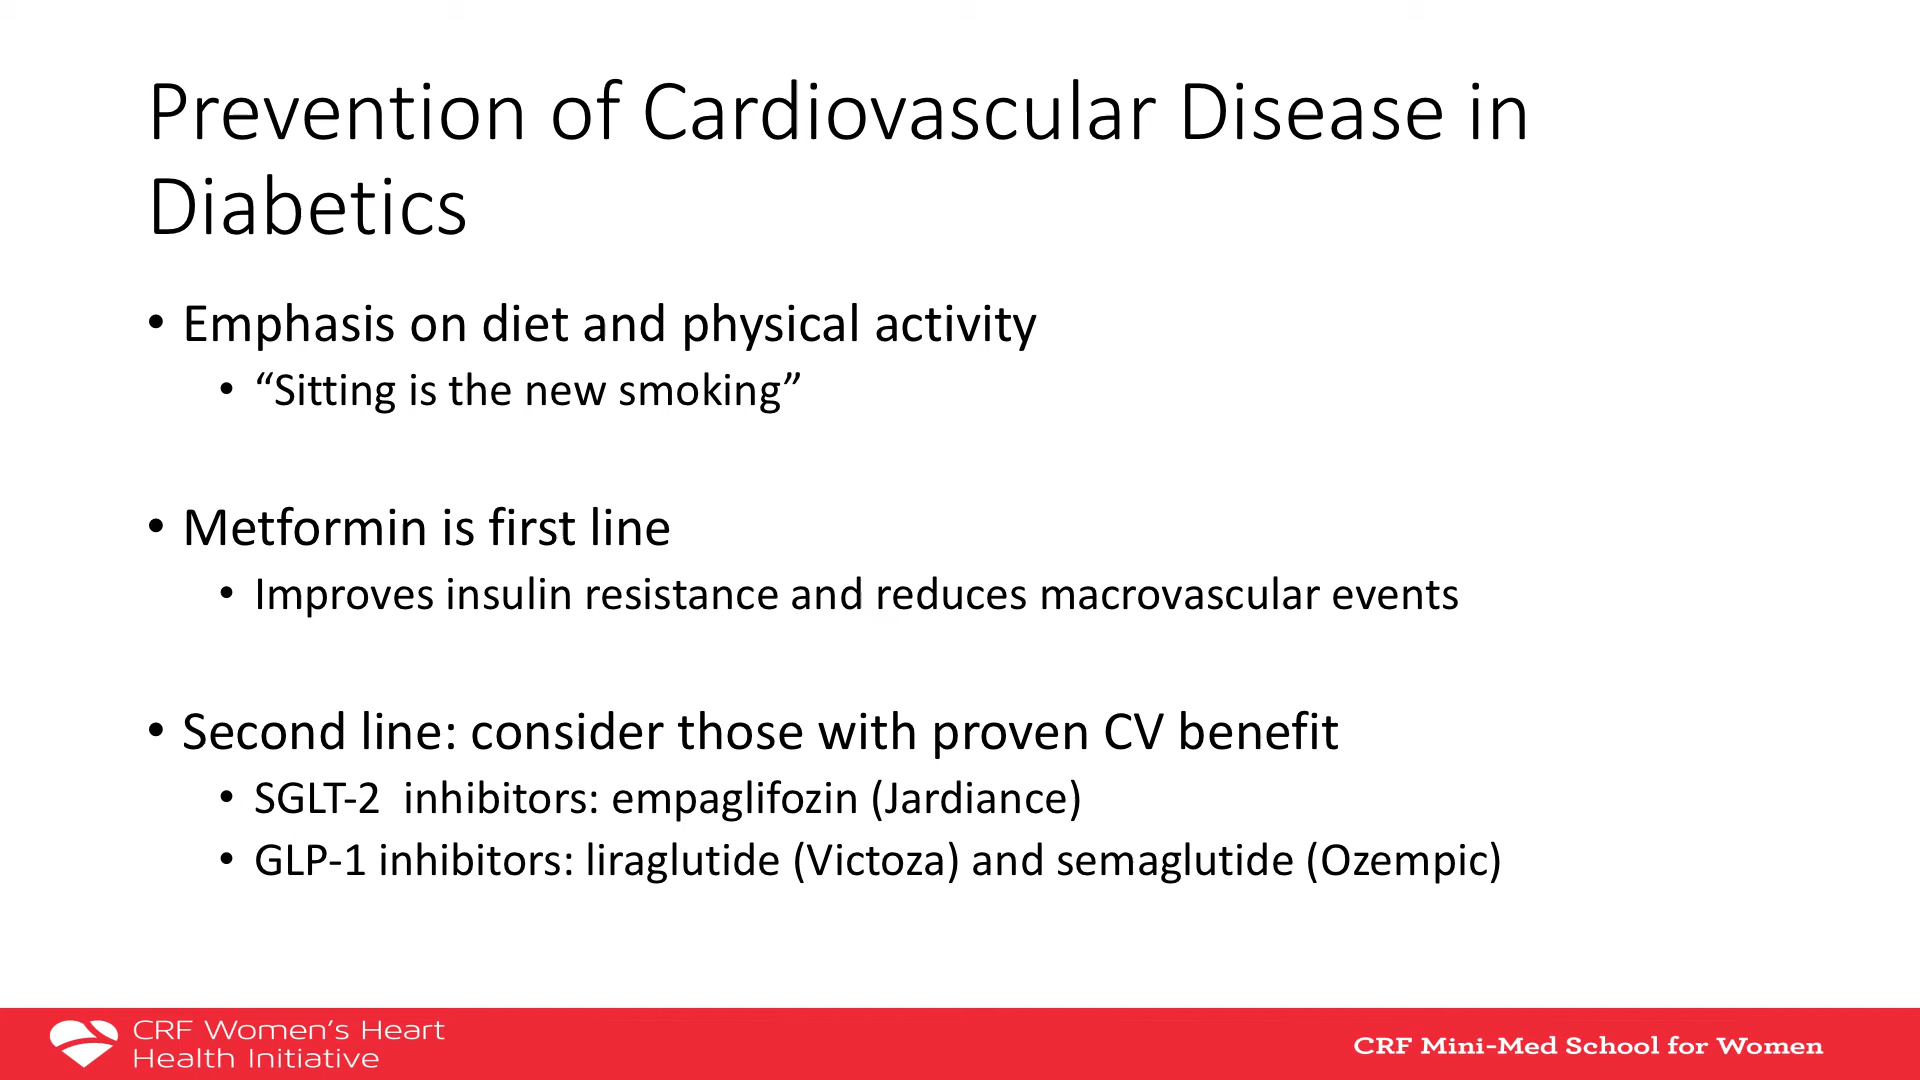 Prevention of Cardiovascular Disease in
Diabetics
• Emphasis on diet and physical activity
• “Sitting is the new smoking”
• Metformin is first line
• Improves insulin resistance and reduces macrovascular events
• Second line: consider those with proven CV benefit
• SGLT-2  inhibitors: empaglifozin (Jardiance)
• GLP-1 inhibitors: liraglutide (Victoza) and semaglutide (Ozempic)
CRF Women’s Heart
Health Initiative
CRF Mini-Med School for Women